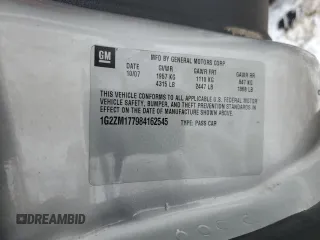 GM
MFD BY GENERAL MOTORS CORP
DATE GVWR GAWR FRT GAWR RR
10/07 1957 KG 1110 KG 847 KG
4315 LB 2447 LB 1868 LB
THIS VEHICLE CONFORMS TO ALL APPLICABLE U.S. FEDERAL MOTOR
VEHICLE SAFETY, BUMPER, AND THEFT PREVENTION STANDARDS IN
EFFECT ON THE DATE OF MANUFACTURE SHOWN ABOVE.
1G2ZM177984162545 TYPE: PASS CAR
DREAMBID